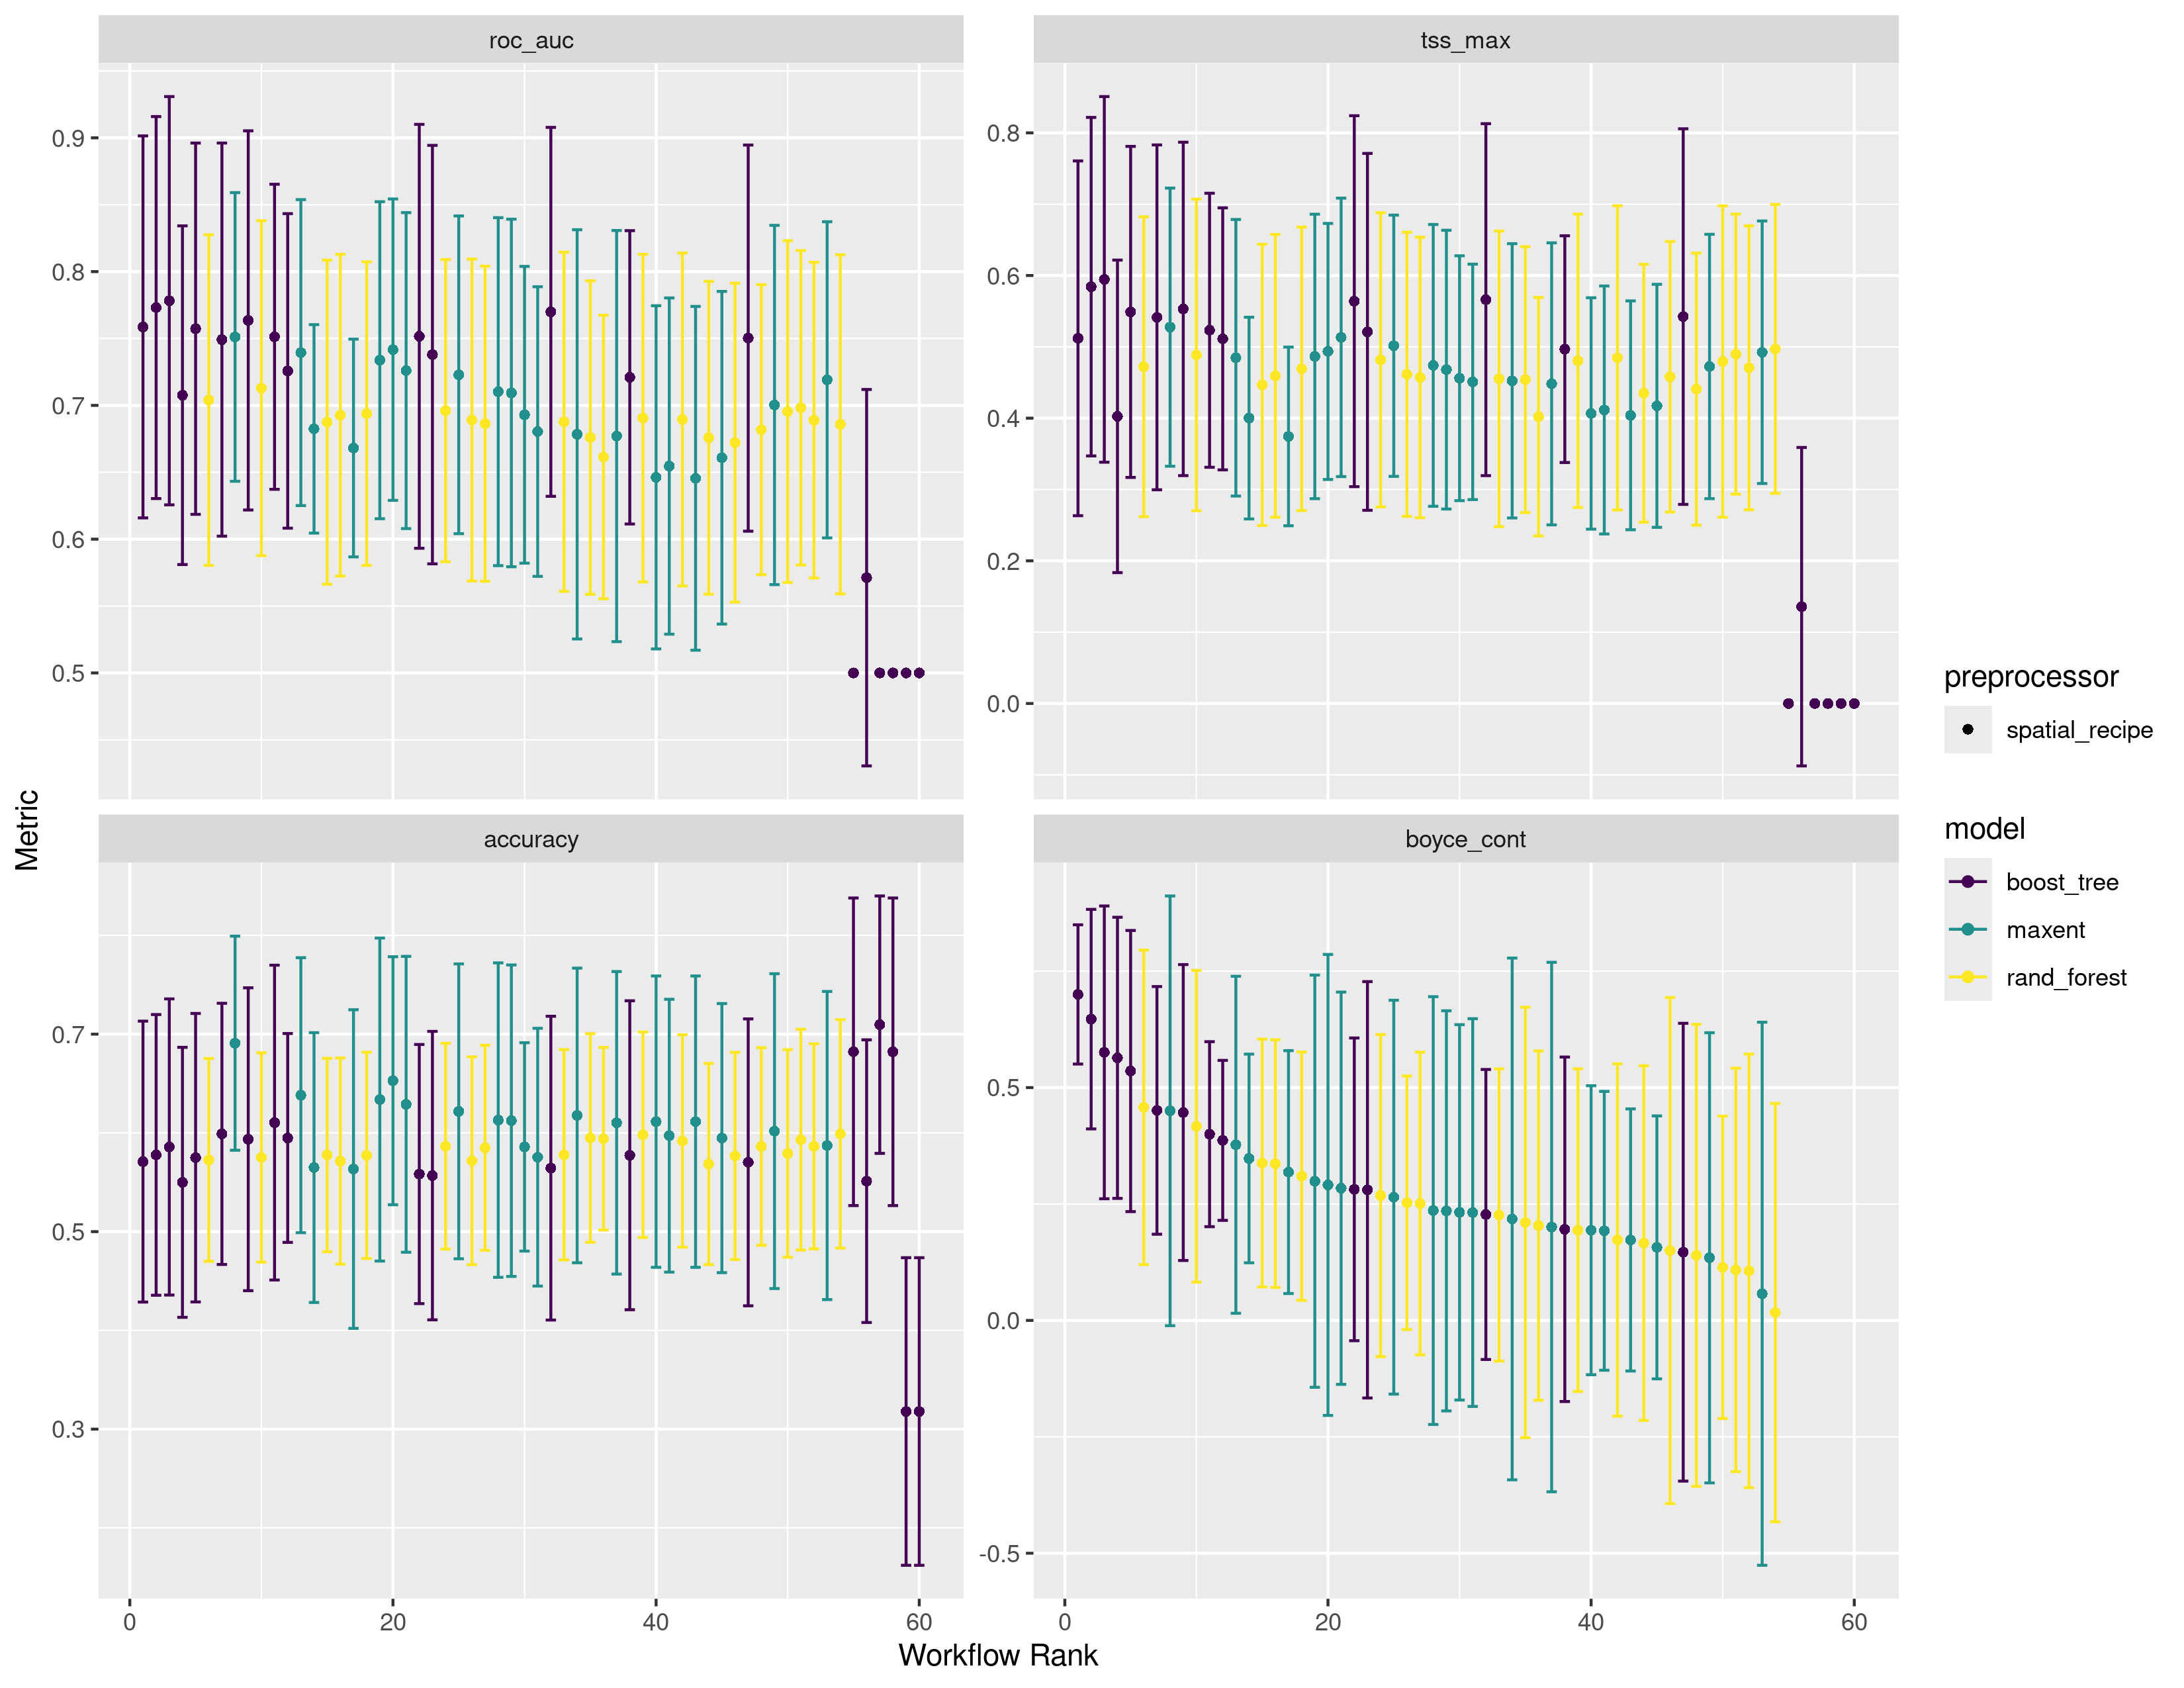 roc_auc
tss_max
0.9
0.8
0.7
0.6
0.5
0.8
0.6
0.4
0.2
0.0
accuracy
boyce_cont
0.7
0.5
0.3
0.5
0.0
-0.5
0 20 40 60
0 20 40 60
Workflow Rank
Metric
preprocessor
spatial_recipe
model
boost_tree
maxent
rand_forest